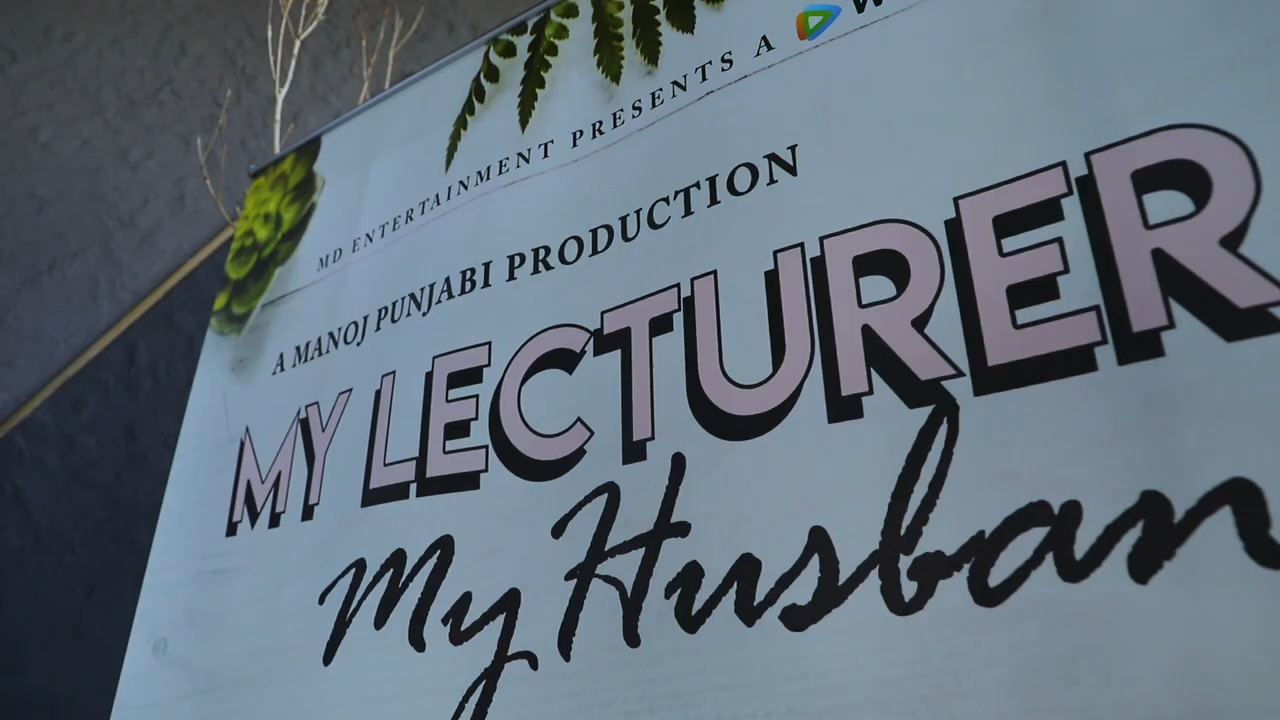 MD ENTERTAINMENT PRESENTS A
A MANOJ PUNJABI PRODUCTION
MY LECTURER
My Husban